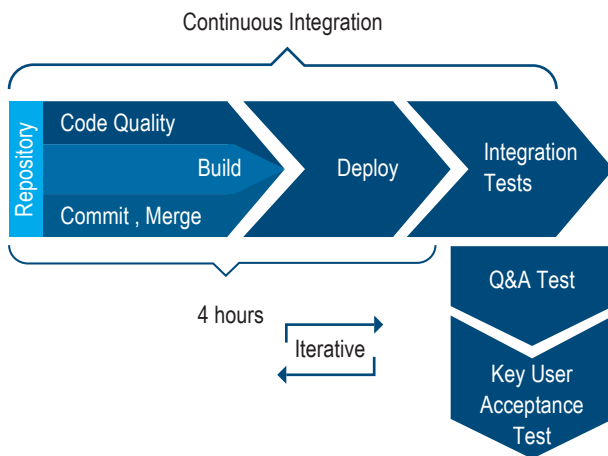 Continuous Integration
Repository
Code Quality
Build
Commit , Merge
Deploy
Integration
Tests
4 hours
Iterative
Q&A Test
Key User
Acceptance
Test